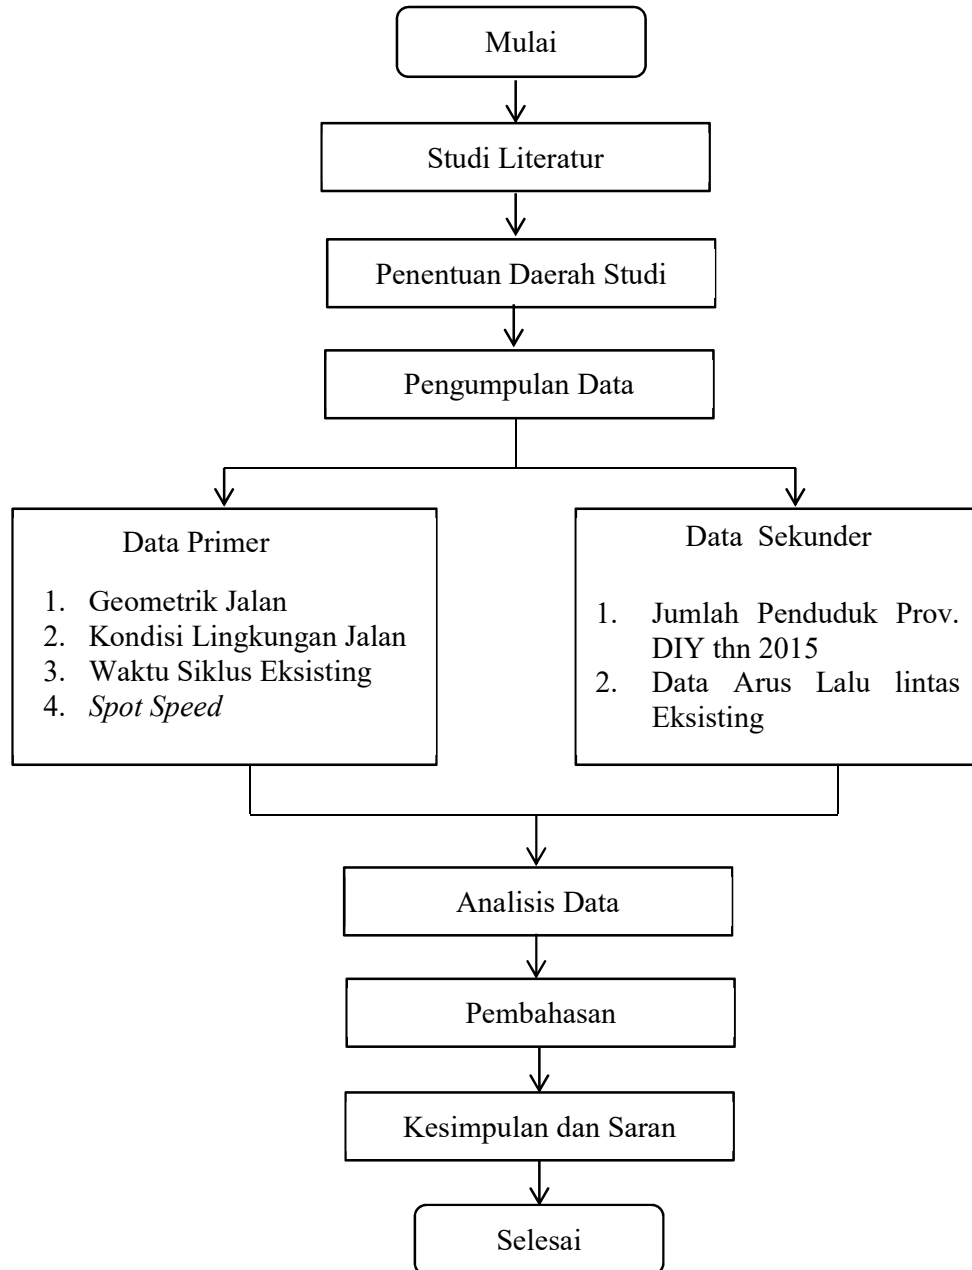 Mulai
Studi Literatur
Penentuan Daerah Studi
Pengumpulan Data
Data Primer
1. Geometrik Jalan
2. Kondisi Lingkungan Jalan
3. Waktu Siklus Eksisting
4. Spot Speed
Data Sekunder
1. Jumlah Penduduk Prov.
DIY thn 2015
2. Data Arus Lalu lintas
Eksisting
Analisis Data
Pembahasan
Kesimpulan dan Saran
Selesai